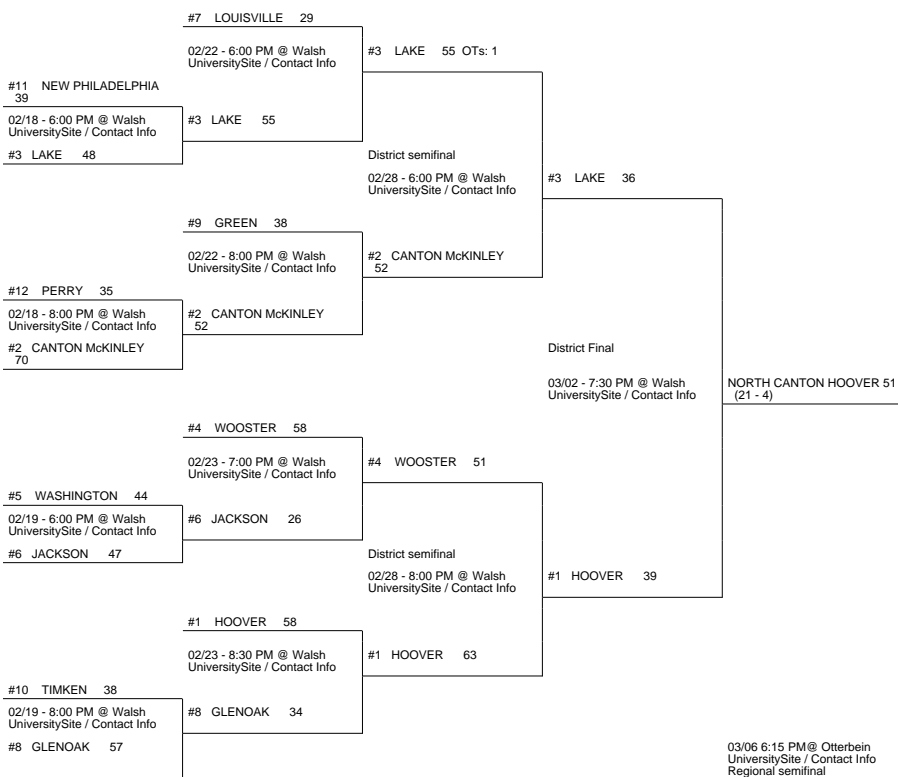 #7 LOUISVILLE 29
02/22 - 6:00 PM @ Walsh
UniversitySite / Contact Info
#3 LAKE 55 OTs: 1
#11 NEW PHILADELPHIA
39
02/18 - 6:00 PM @ Walsh
UniversitySite / Contact Info
#3 LAKE 55
#3 LAKE 48
District semifinal
02/28 - 6:00 PM @ Walsh
UniversitySite / Contact Info
#3 LAKE 36
#9 GREEN 38
02/22 - 8:00 PM @ Walsh
UniversitySite / Contact Info
#2 CANTON McKINLEY
52
#12 PERRY 35
02/18 - 8:00 PM @ Walsh
UniversitySite / Contact Info
#2 CANTON McKINLEY
52
#2 CANTON McKINLEY
70
District Final
03/02 - 7:30 PM @ Walsh
UniversitySite / Contact Info
NORTH CANTON HOOVER 51
(21 - 4)
#4 WOOSTER 58
02/23 - 7:00 PM @ Walsh
UniversitySite / Contact Info
#4 WOOSTER 51
#5 WASHINGTON 44
02/19 - 6:00 PM @ Walsh
UniversitySite / Contact Info
#6 JACKSON 26
#6 JACKSON 47
District semifinal
02/28 - 8:00 PM @ Walsh
UniversitySite / Contact Info
#1 HOOVER 39
#1 HOOVER 58
02/23 - 8:30 PM @ Walsh
UniversitySite / Contact Info
#1 HOOVER 63
#10 TIMKEN 38
02/19 - 8:00 PM @ Walsh
UniversitySite / Contact Info
#8 GLENOAK 34
#8 GLENOAK 57
03/06 6:15 PM@ Otterbein
UniversitySite / Contact Info
Regional semifinal